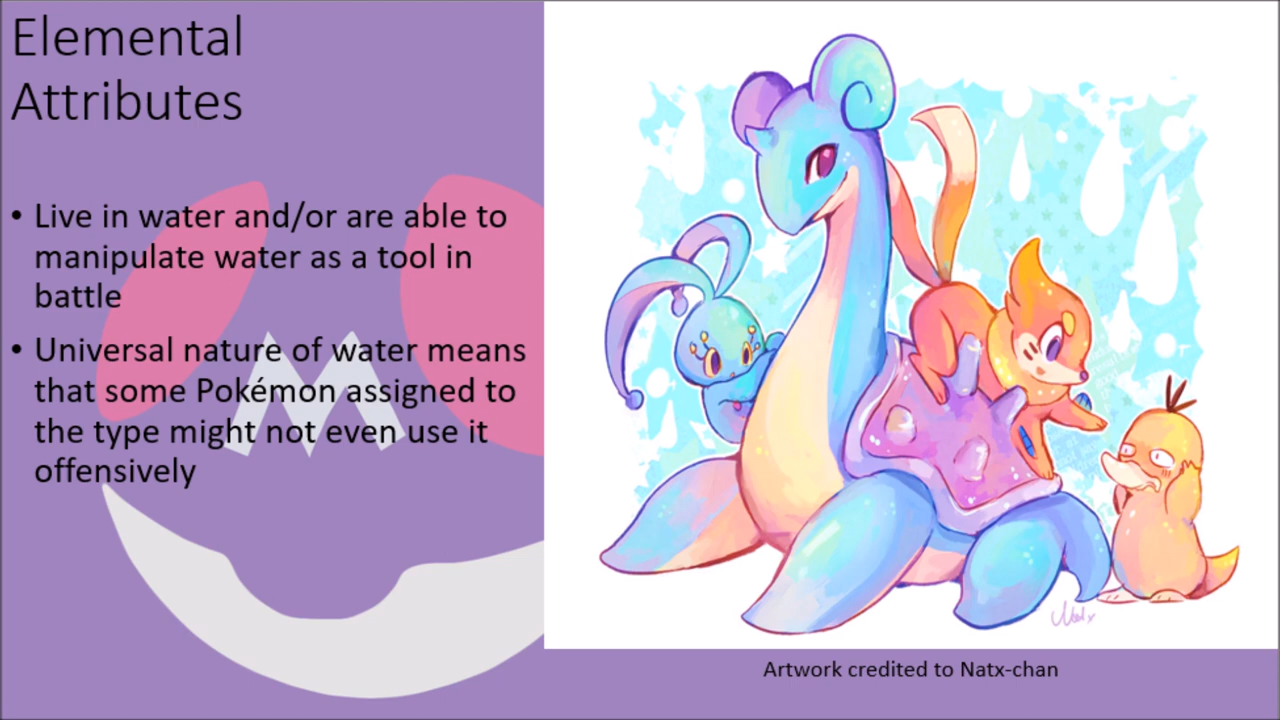 Elemental
Attributes
• Live in water and/or are able to
manipulate water as a tool in
battle
• Universal nature of water means
that some Pokémon assigned to
the type might not even use it
offensively
M
Artwork credited to Natx-chan